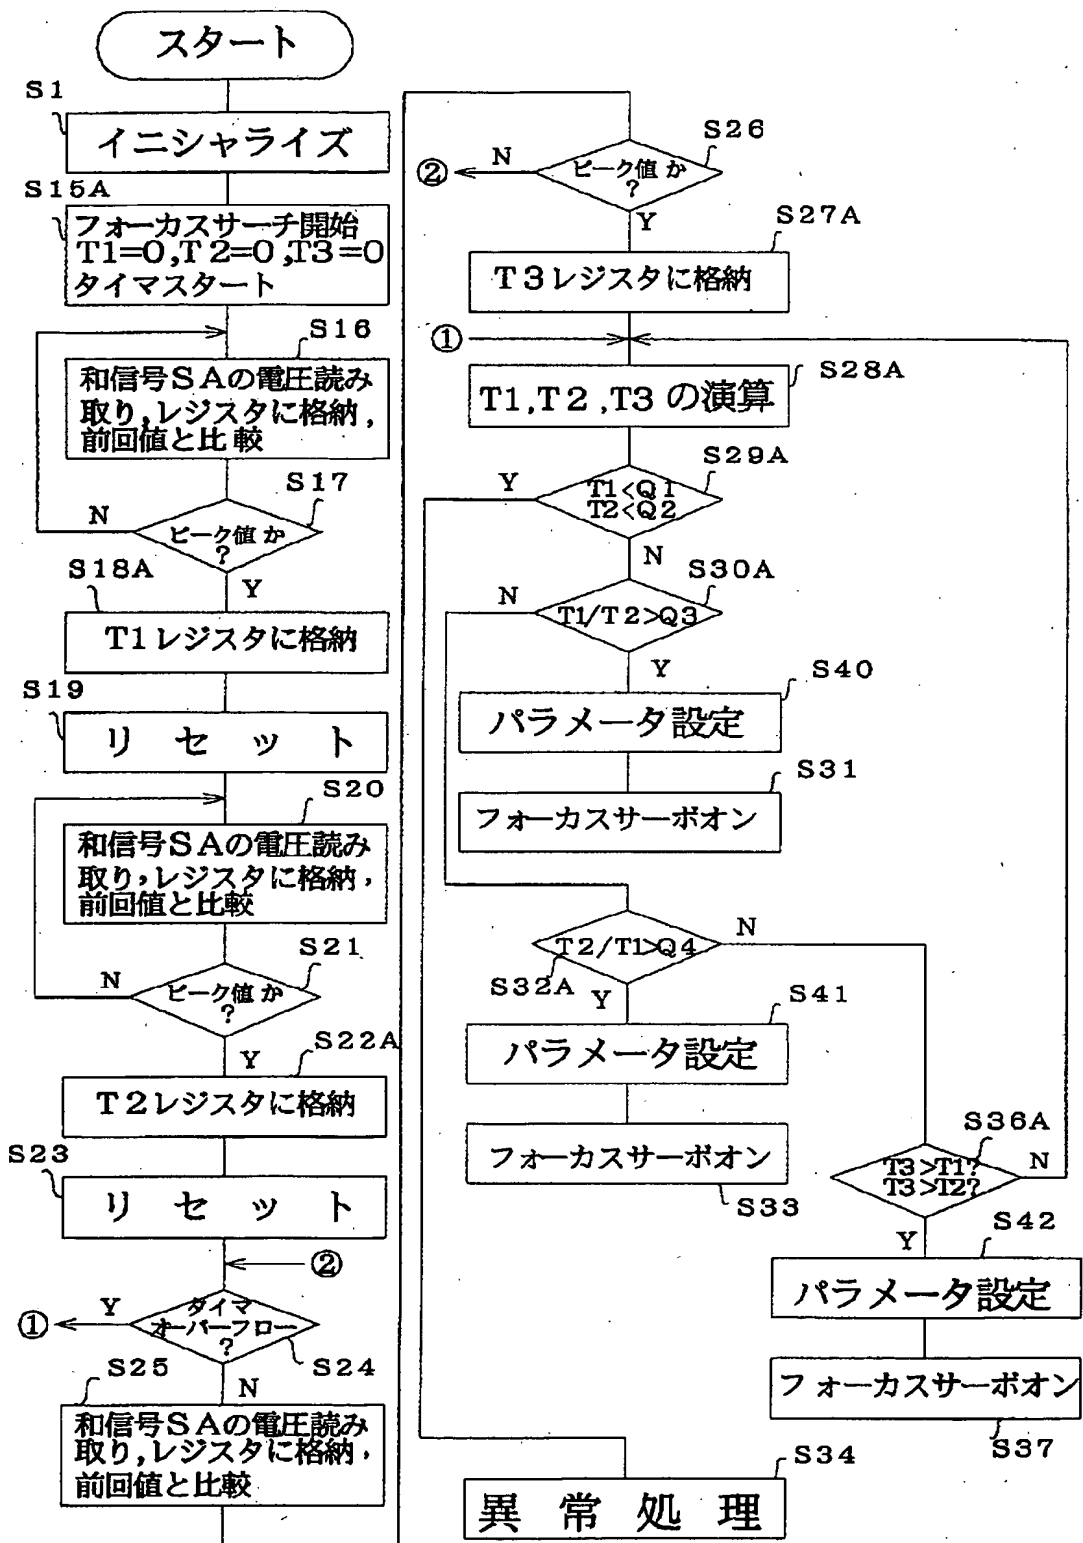 スタート
S1
イニシャライズ
S15A
フォーカスサーチ開始
T1=0,T2=0,T3=0
タイマスタート
S16
和信号SAの電圧読み
取り,レジスタに格納,
前回値と比較
S17
N
ピーク値か
?
Y
S18A
T1レジスタに格納
S19
リセット
S20
和信号SAの電圧読み
取り,レジスタに格納,
前回値と比較
S21
N
ピーク値か
?
Y
S22A
T2レジスタに格納
S23
リセット
②
①
Y
タイマ
オーバーフロー
?
S24
N
S25
和信号SAの電圧読み
取り,レジスタに格納,
前回値と比較
S26
②
N
ピーク値か
?
Y
S27A
T3レジスタに格納
①
S28A
T1,T2,T3の演算
S29A
Y
T1<Q1
T2<Q2
N
S30A
N
T1/T2>Q3
Y
S40
パラメータ設定
S31
フォーカスサーボオン
T2/T1>Q4
N
S32A
Y
S41
パラメータ設定
フォーカスサーボオン
S33
S36A
T3>T1?
T3>T2?
N
Y
S42
パラメータ設定
フォーカスサーボオン
S37
S34
異常処理